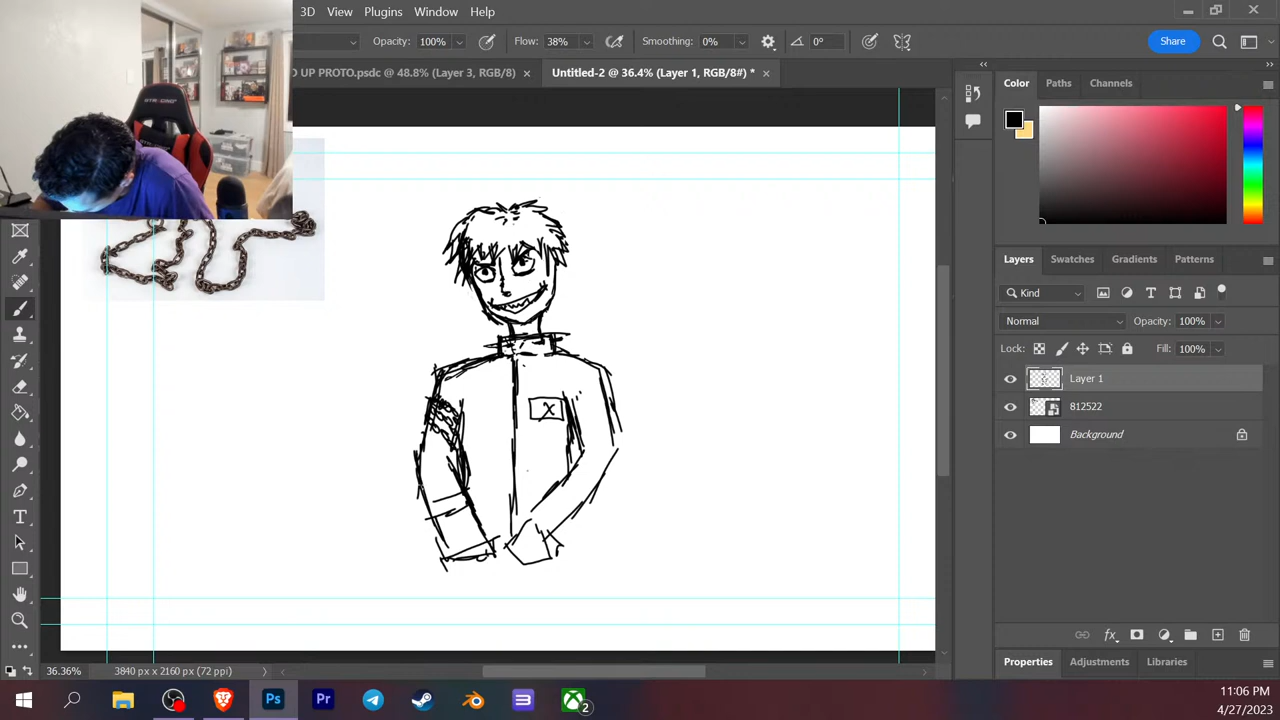 3D View Plugins Window Help
Opacity: 100% Flow: 38% Smoothing: 0% 0° Share
D UP PROTO.psdc @ 48.8% (Layer 3, RGB/8) × Untitled-2 @ 36.4% (Layer 1, RGB/8#) * ×
Color Paths Channels
X
Layers Swatches Gradients Patterns
Kind
Normal Opacity: 100%
Lock: Fill: 100%
Layer 1
812522
Background
36.36% 3840 px x 2160 px (72 ppi)
Properties Adjustments Libraries
Ps Pr 2
11:06 PM
4/27/2023